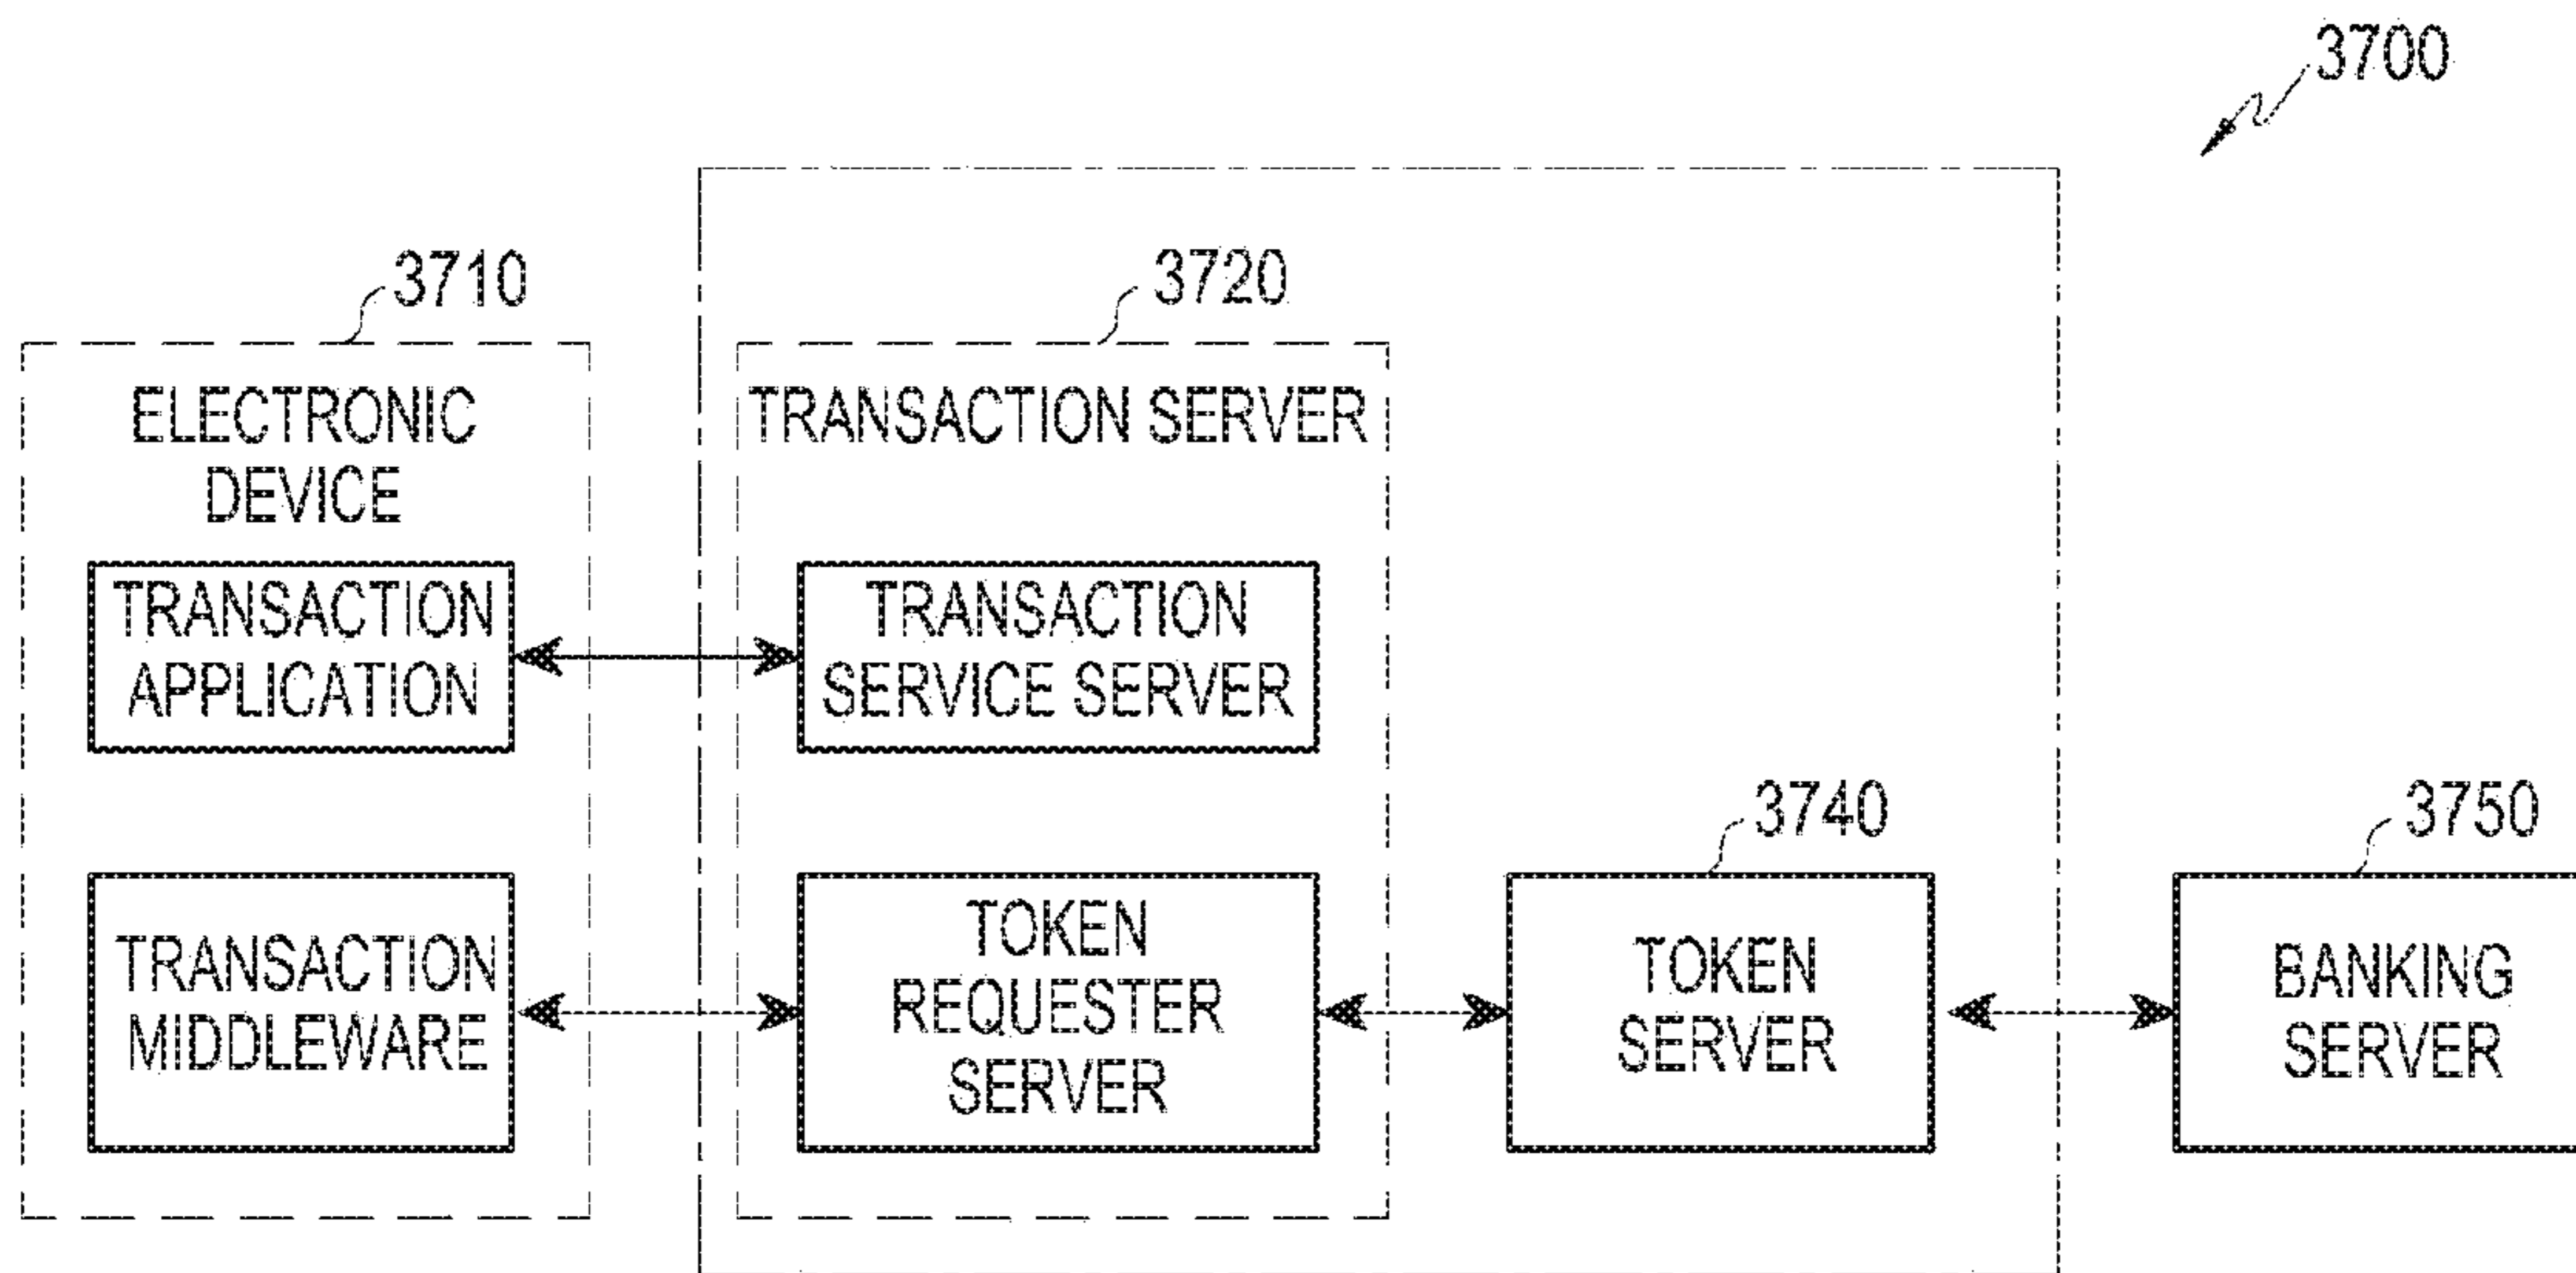 3700
3710
3720
ELECTRONIC
DEVICE
TRANSACTION SERVER
TRANSACTION
APPLICATION
TRANSACTION
SERVICE SERVER
3740
3750
TRANSACTION
MIDDLEWARE
TOKEN
REQUESTER
SERVER
TOKEN
SERVER
BANKING
SERVER